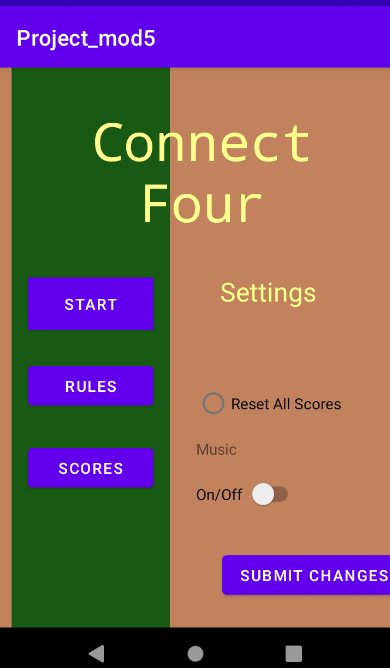 Project_mod5
Connect
Four
Settings
START
RULES
SCORES
Reset All Scores
Music
On/Off
SUBMIT CHANGES